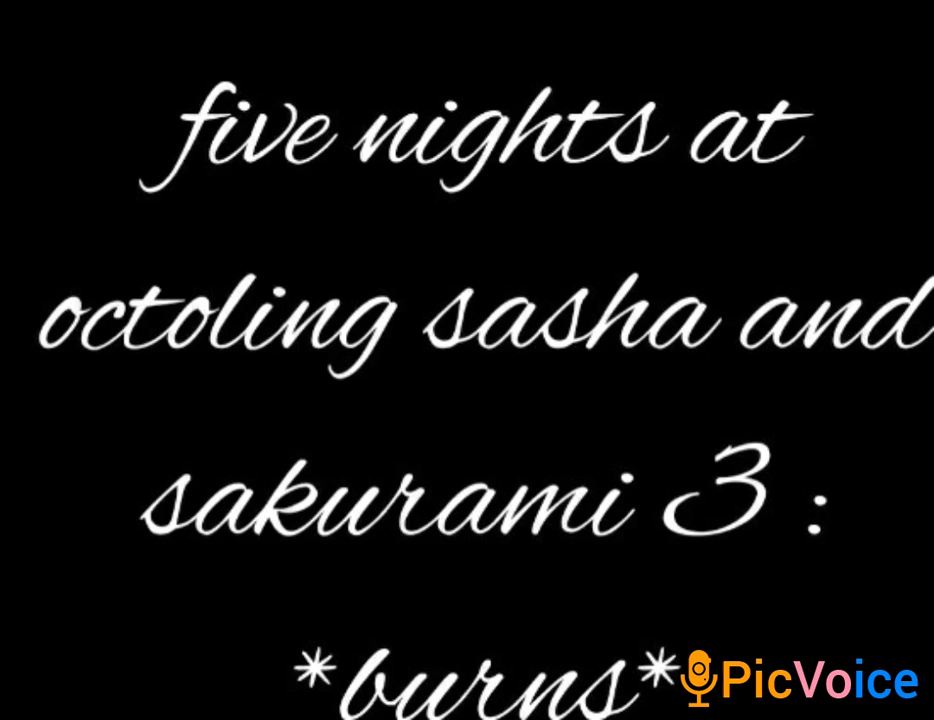 five nights at
octoling sasha and
sakurami 3 :
*burns*
PicVoice